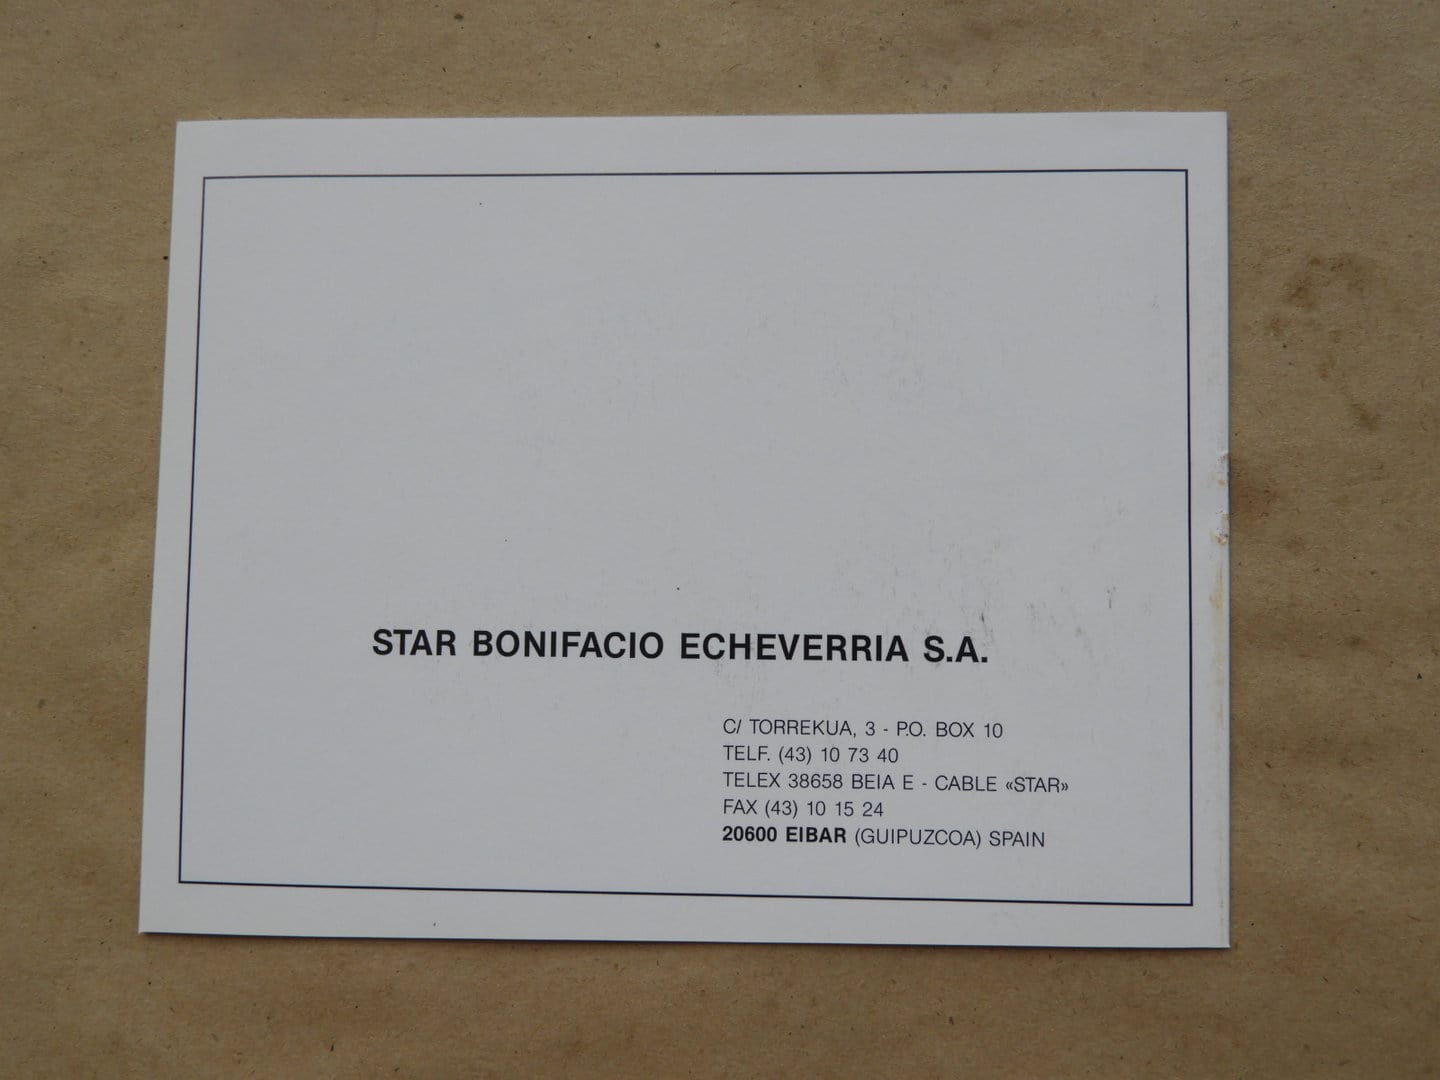 STAR BONIFACIO ECHEVERRIA S.A.
C/ TORREKUA, 3 - P.O. BOX 10
TELF. (43) 10 73 40
TELEX 38658 BEIA E - CABLE «STAR»
FAX (43) 10 15 24
20600 EIBAR (GUIPUZCOA) SPAIN